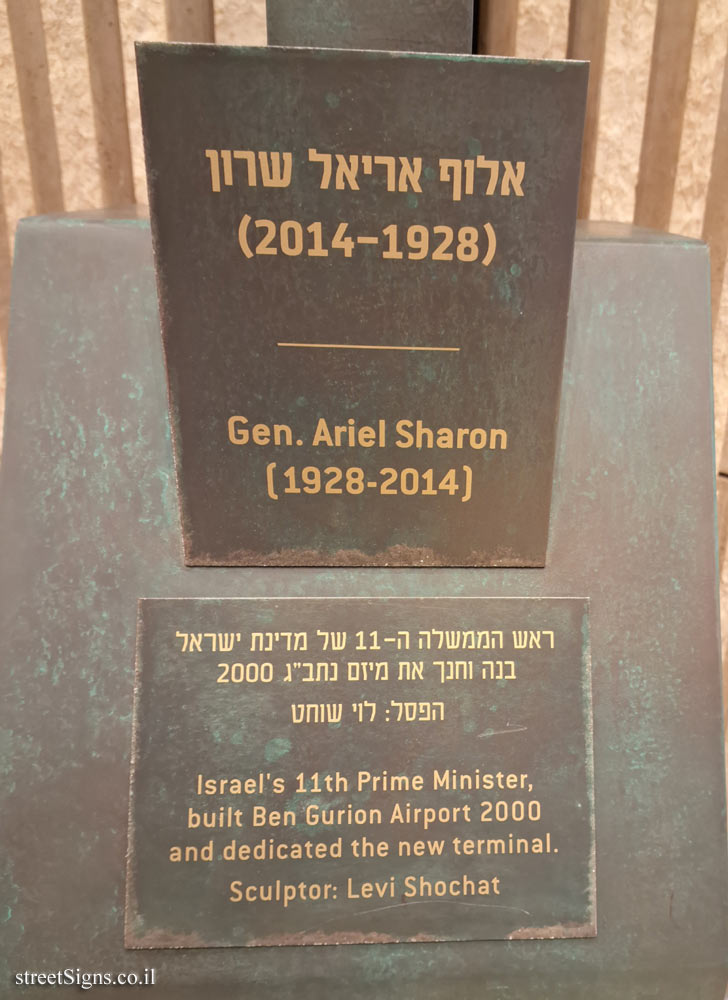 אלוף אריאל שרון
(2014-1928)
Gen. Ariel Sharon
(1928-2014)
ראש הממשלה ה-11 של מדינת ישראל
בנה וחנך את מיזם נתב"ג 2000
הפסל: לוי שוחט
Israel's 11th Prime Minister,
built Ben Gurion Airport 2000
and dedicated the new terminal.
Sculptor: Levi Shochat
streetSigns.co.il